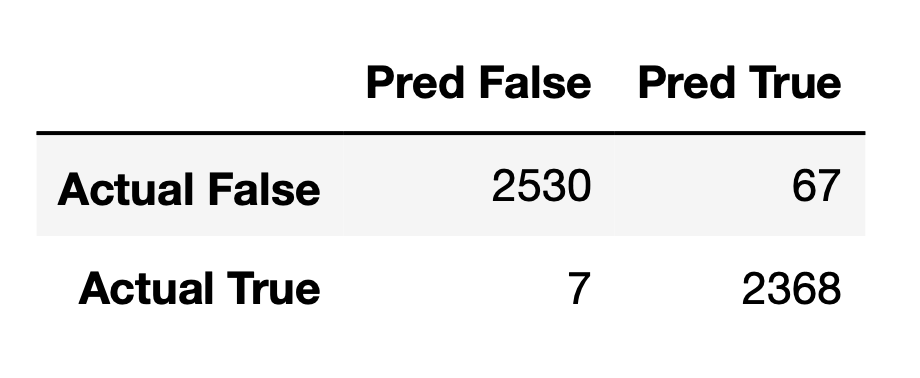 Pred False Pred True
Actual False 2530 67
Actual True 7 2368